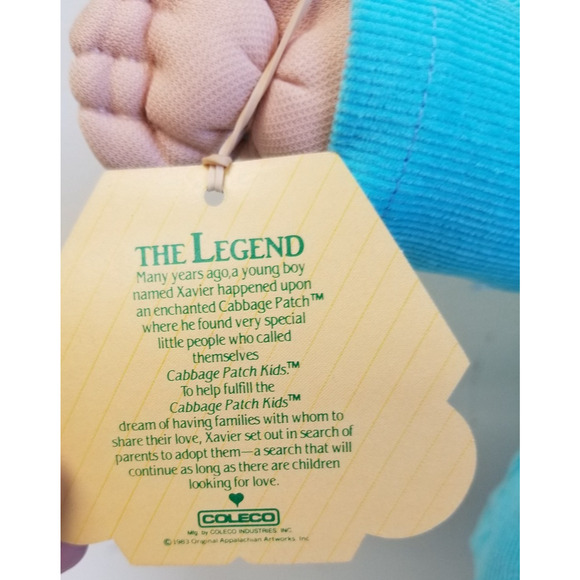 THE LEGEND
Many years ago,a young boy
named Xavier happened upon
an enchanted Cabbage Patch™
where he found very special
little people who called
themselves
Cabbage Patch Kids.™
To help fulfill the
Cabbage Patch Kids™
dream of having families with whom to
share their love, Xavier set out in search of
parents to adopt them—a search that will
continue as long as there are children
looking for love.
COLECO
Mfg. by COLECO INDUSTRIES, INC.
©1983 Original Appalachian Artworks, Inc.